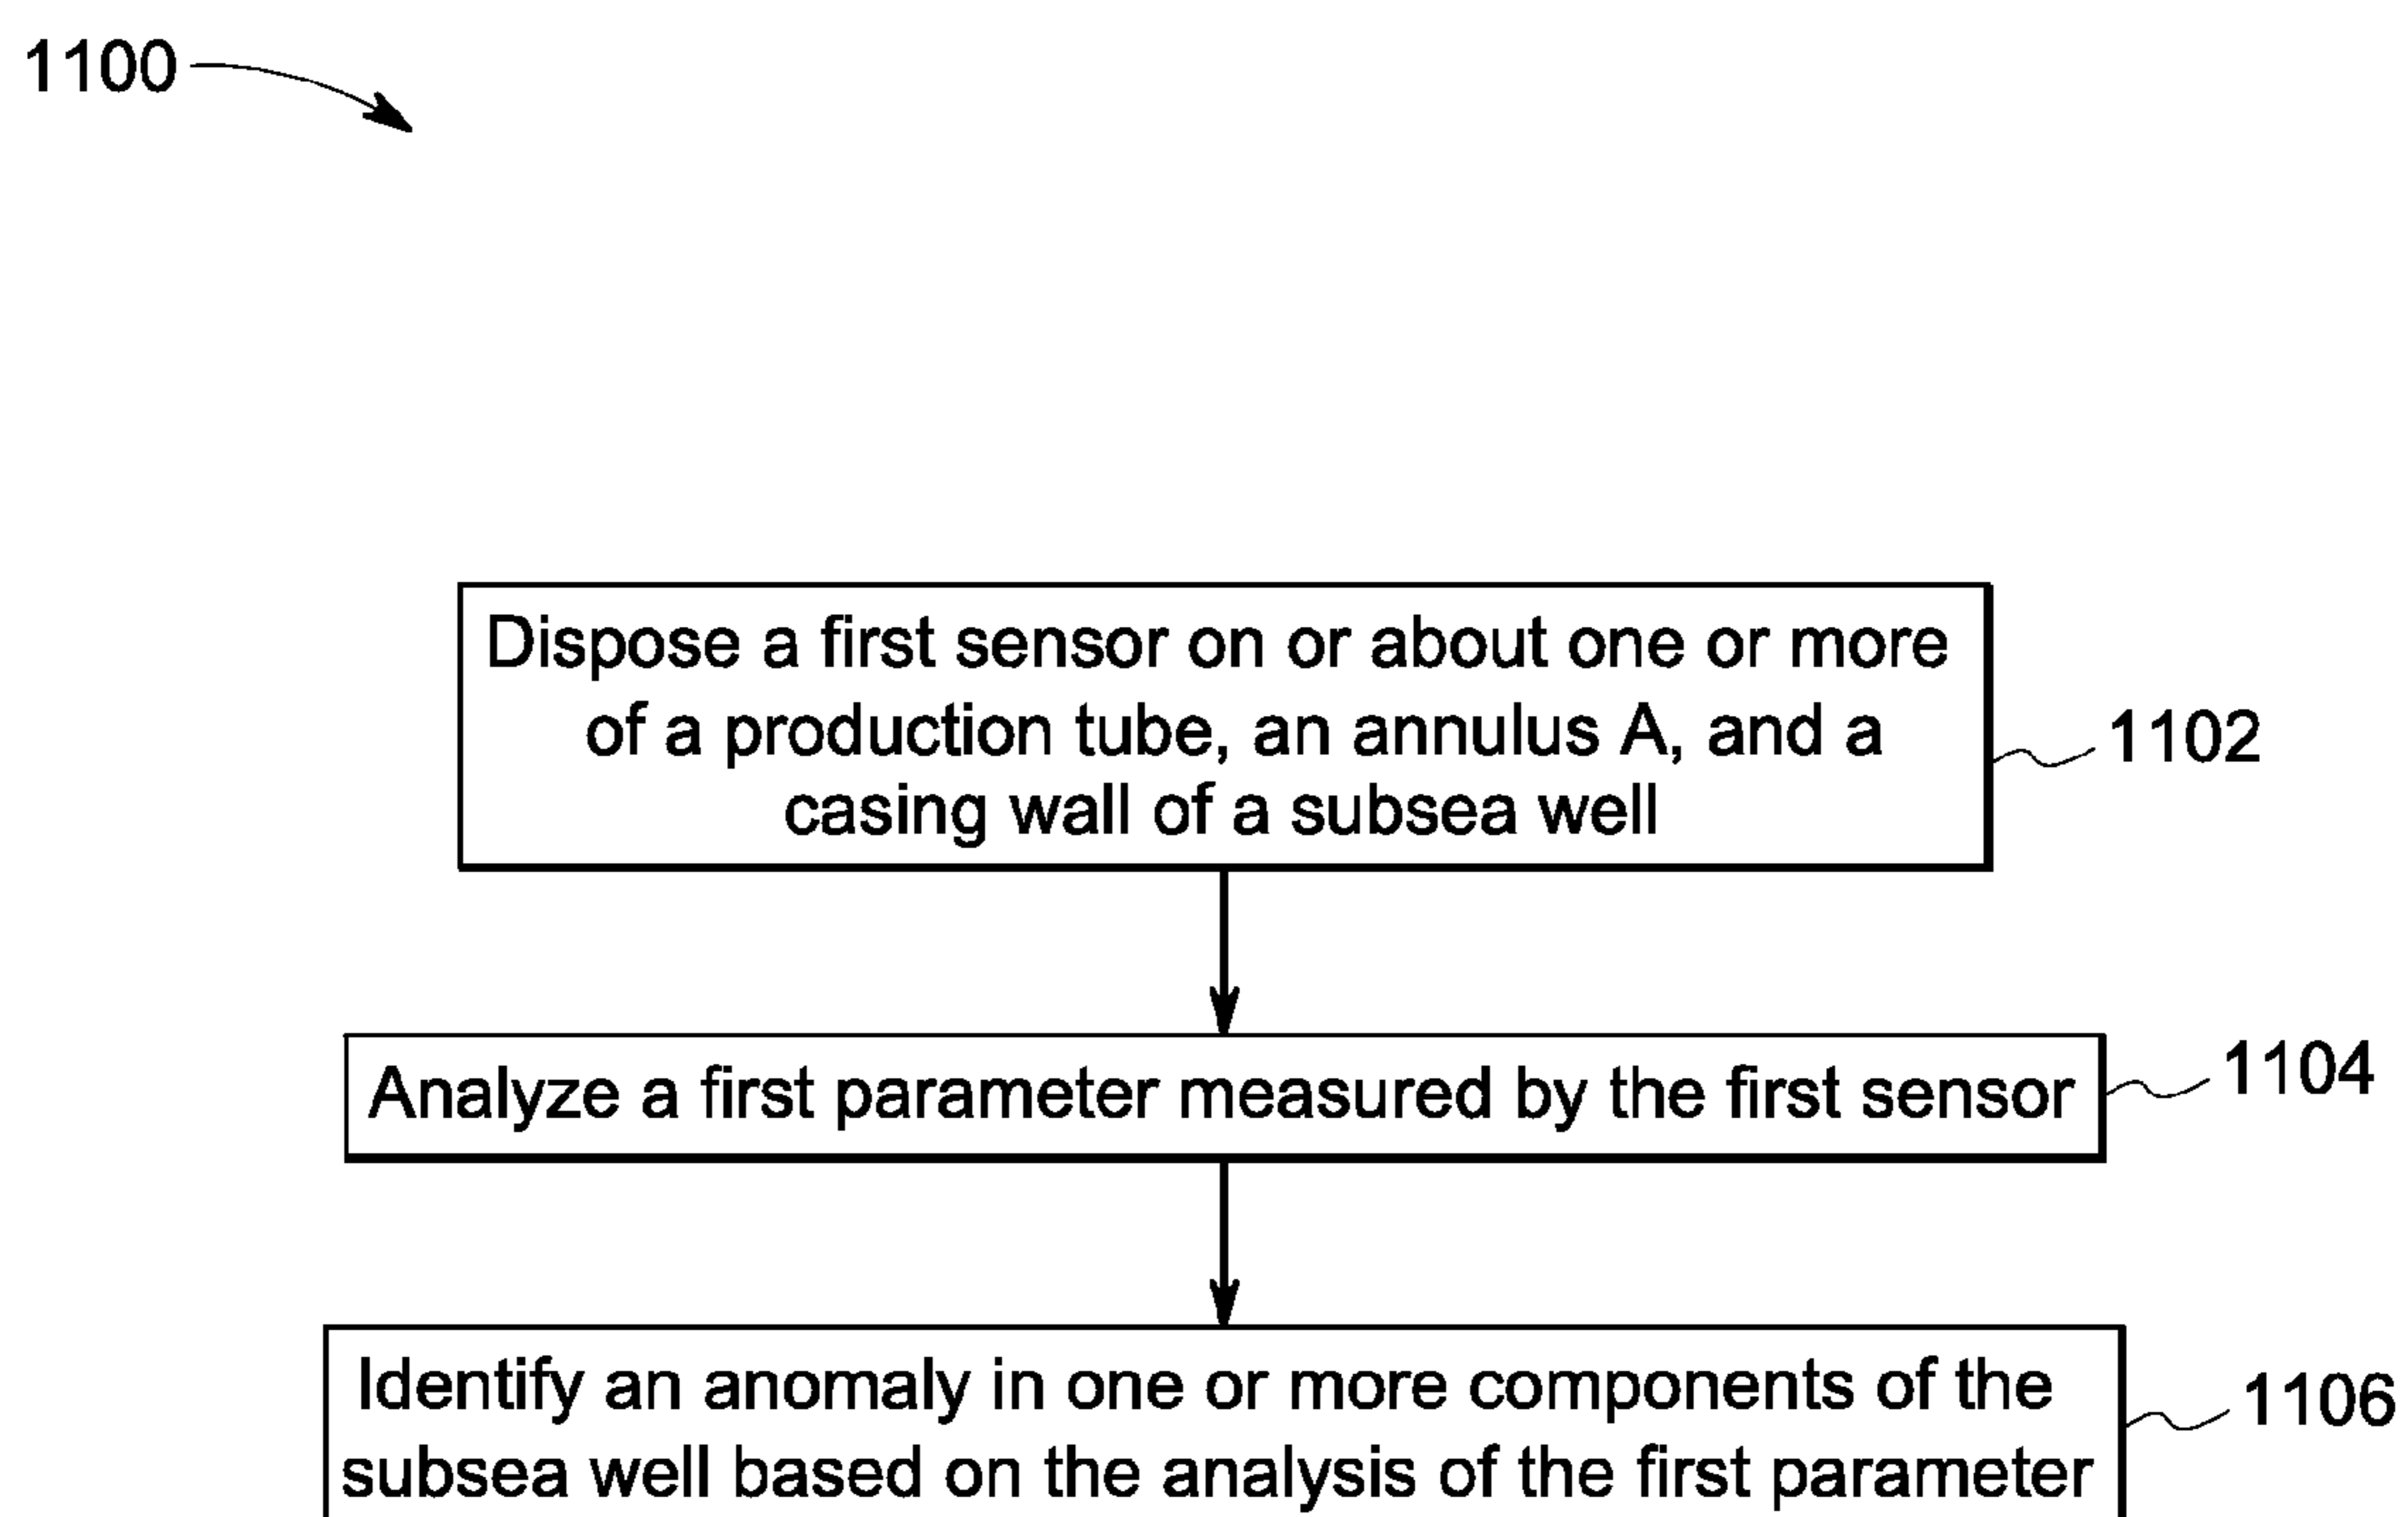 1100
Dispose a first sensor on or about one or more
of a production tube, an annulus A, and a
casing wall of a subsea well
1102
Analyze a first parameter measured by the first sensor
1104
Identify an anomaly in one or more components of the
subsea well based on the analysis of the first parameter
1106